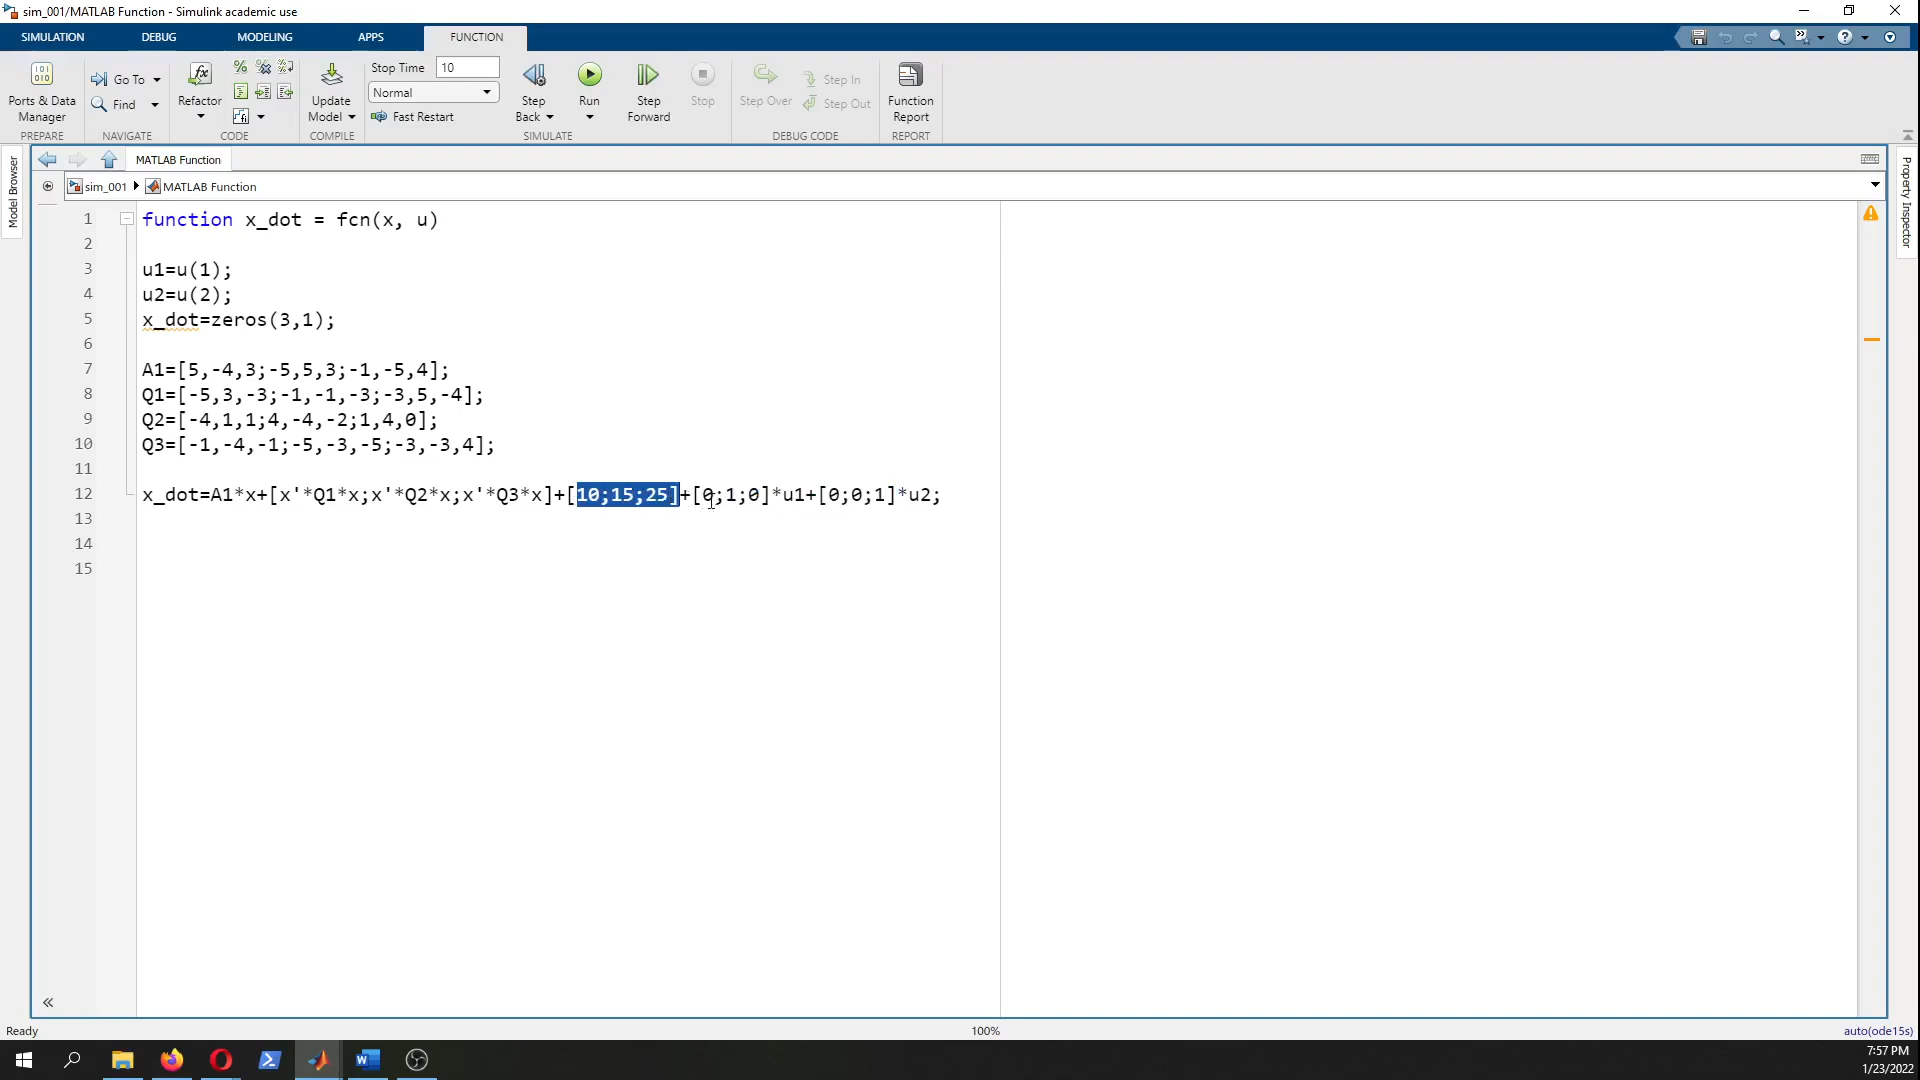 sim_001/MATLAB Function - Simulink academic use
SIMULATION DEBUG MODELING APPS FUNCTION
Ports & Data Manager
PREPARE
Go To
Find
NAVIGATE
Refactor
CODE
Update Model
COMPILE
Stop Time 10
Normal
Fast Restart
Step Back
Run
Step Forward
Stop
SIMULATE
Step Over
Step In
Step Out
DEBUG CODE
Function Report
REPORT
Model Browser
MATLAB Function
sim_001 MATLAB Function
Property Inspector
1 function x_dot = fcn(x, u)
2
3 u1=u(1);
4 u2=u(2);
5 x_dot=zeros(3,1);
6
7 A1=[5,-4,3;-5,5,3;-1,-5,4];
8 Q1=[-5,3,-3;-1,-1,-3;-3,5,-4];
9 Q2=[-4,1,1;4,-4,-2;1,4,0];
10 Q3=[-1,-4,-1;-5,-3,-5;-3,-3,4];
11
12 x_dot=A1*x+[x'*Q1*x;x'*Q2*x;x'*Q3*x]+[10;15;25]+[0;1;0]*u1+[0;0;1]*u2;
13
14
15
Ready 100% auto(ode15s)
7:57 PM
1/23/2022